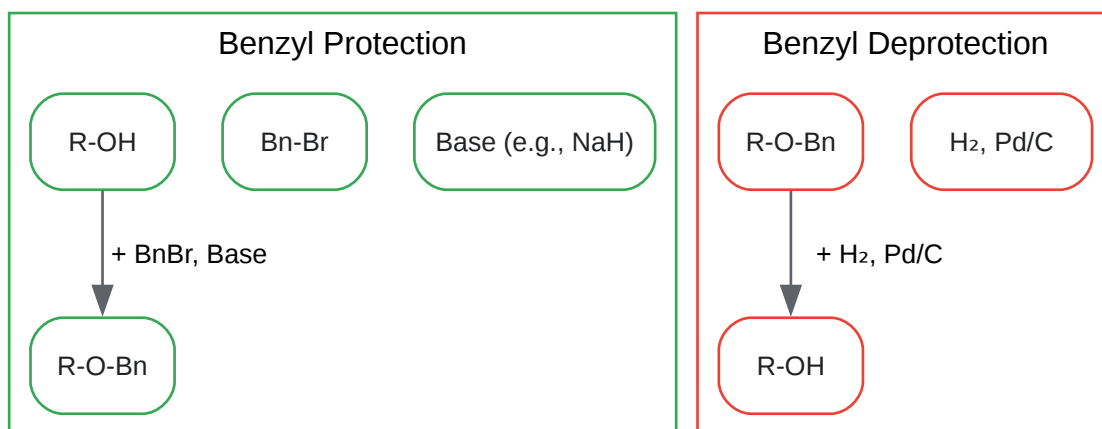 Benzyl Protection
R-OH
Bn-Br
Base (e.g., NaH)
+ BnBr, Base
R-O-Bn
Benzyl Deprotection
R-O-Bn
H₂, Pd/C
+ H₂, Pd/C
R-OH